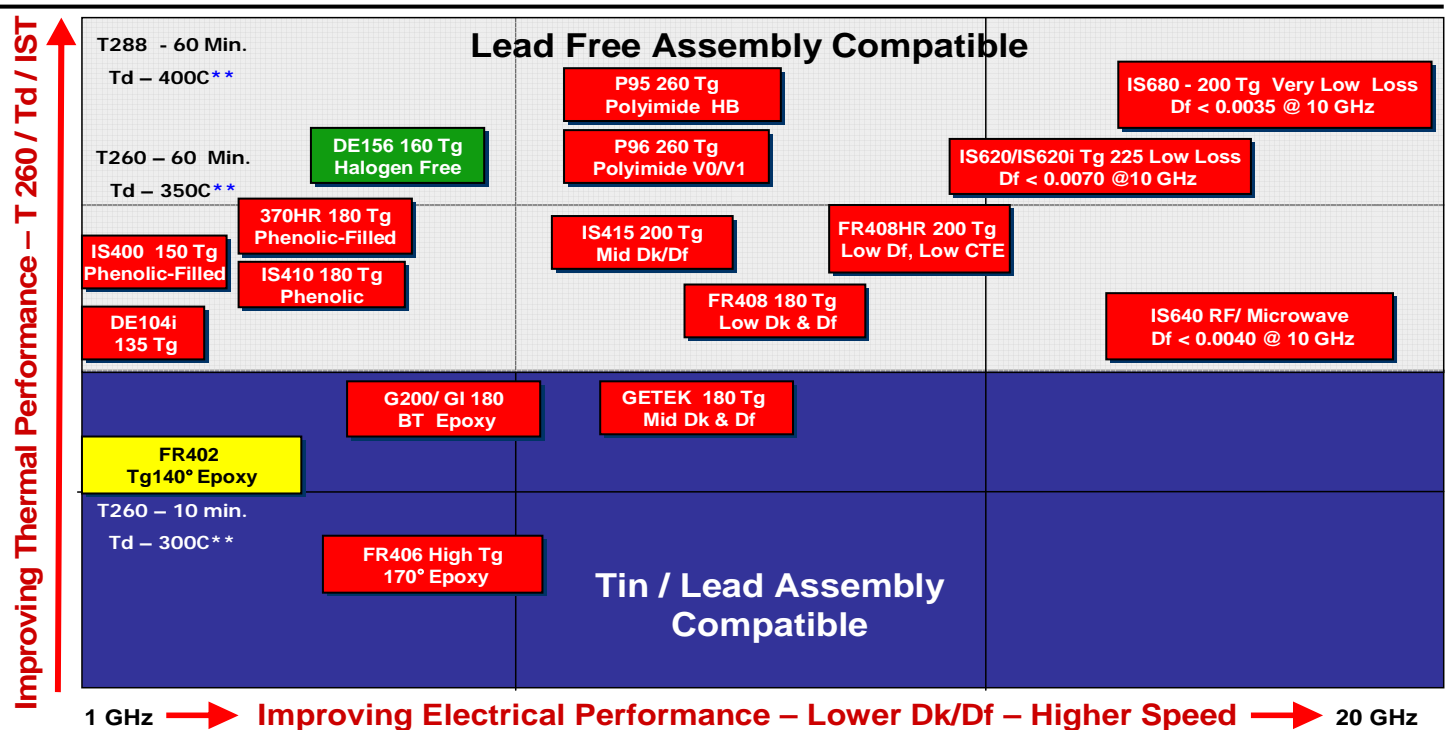 Improving Thermal Performance – T 260 / Td / IST
Lead Free Assembly Compatible
T288 - 60 Min.
Td – 400C**
P95 260 Tg
Polyimide HB
IS680 - 200 Tg Very Low Loss
Df < 0.0035 @ 10 GHz
T260 – 60 Min.
Td – 350C**
DE156 160 Tg
Halogen Free
P96 260 Tg
Polyimide V0/V1
IS620/IS620i Tg 225 Low Loss
Df < 0.0070 @10 GHz
370HR 180 Tg
Phenolic-Filled
IS400 150 Tg
Phenolic-Filled
IS410 180 Tg
Phenolic
IS415 200 Tg
Mid Dk/Df
FR408HR 200 Tg
Low Df, Low CTE
DE104i
135 Tg
FR408 180 Tg
Low Dk & Df
IS640 RF/ Microwave
Df < 0.0040 @ 10 GHz
G200/ GI 180
BT Epoxy
GETEK 180 Tg
Mid Dk & Df
FR402
Tg140° Epoxy
T260 – 10 min.
Td – 300C**
FR406 High Tg
170° Epoxy
Tin / Lead Assembly
Compatible
1 GHz
Improving Electrical Performance – Lower Dk/Df – Higher Speed
20 GHz